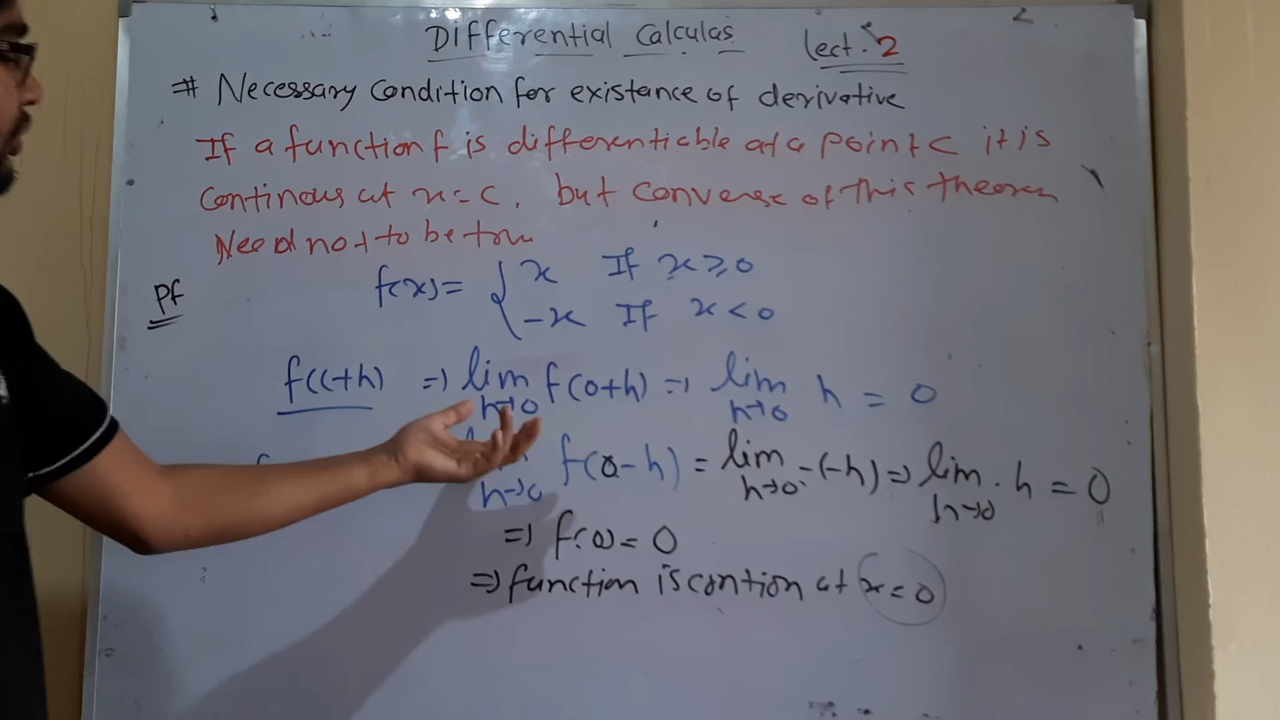 Differential Calculas Lect. 2
# Necessary Condition for existance of derivative
If a function f is differenticble at a point c it is
continous at x=c, but converse of this theorem
Need not to be tru
Pf
f(x)= { x If x≥0
-x If x<0
f(c+h) => lim h→0 f(0+h) => lim h→0 h = 0
h→0 f(0-h) = lim h→0 -(-h) => lim h→0 . h = 0
=> f(0) = 0
=> function is contion at x=0